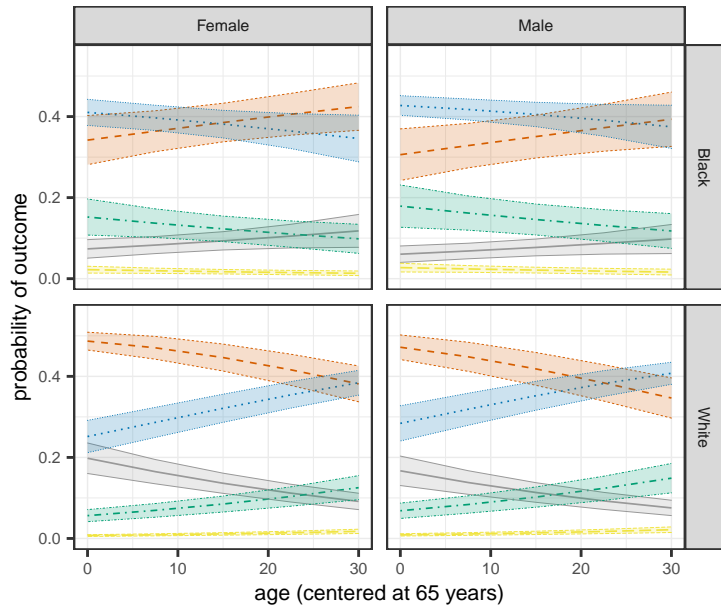 Female
Male
0.4
0.2
0.0
Black
0.4
0.2
0.0
White
0
10
20
30
0
10
20
30
probability of outcome
age (centered at 65 years)